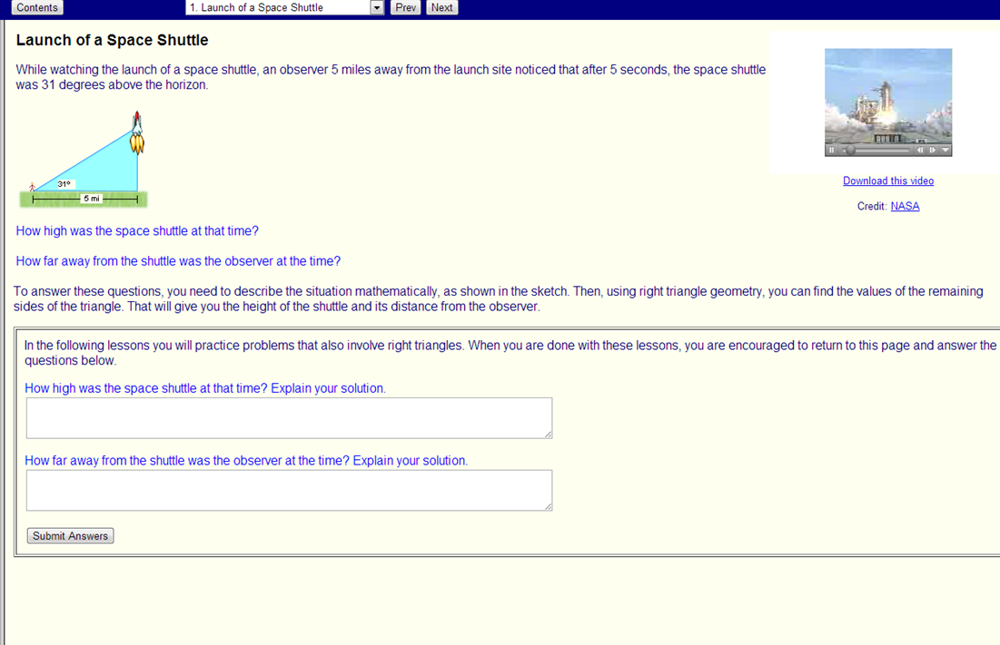 Contents 1. Launch of a Space Shuttle Prev Next
Launch of a Space Shuttle
While watching the launch of a space shuttle, an observer 5 miles away from the launch site noticed that after 5 seconds, the space shuttle
was 31 degrees above the horizon.
31º
5 mi
Download this video
Credit: NASA
How high was the space shuttle at that time?
How far away from the shuttle was the observer at the time?
To answer these questions, you need to describe the situation mathematically, as shown in the sketch. Then, using right triangle geometry, you can find the values of the remaining
sides of the triangle. That will give you the height of the shuttle and its distance from the observer.
In the following lessons you will practice problems that also involve right triangles. When you are done with these lessons, you are encouraged to return to this page and answer the
questions below.
How high was the space shuttle at that time? Explain your solution.
How far away from the shuttle was the observer at the time? Explain your solution.
Submit Answers